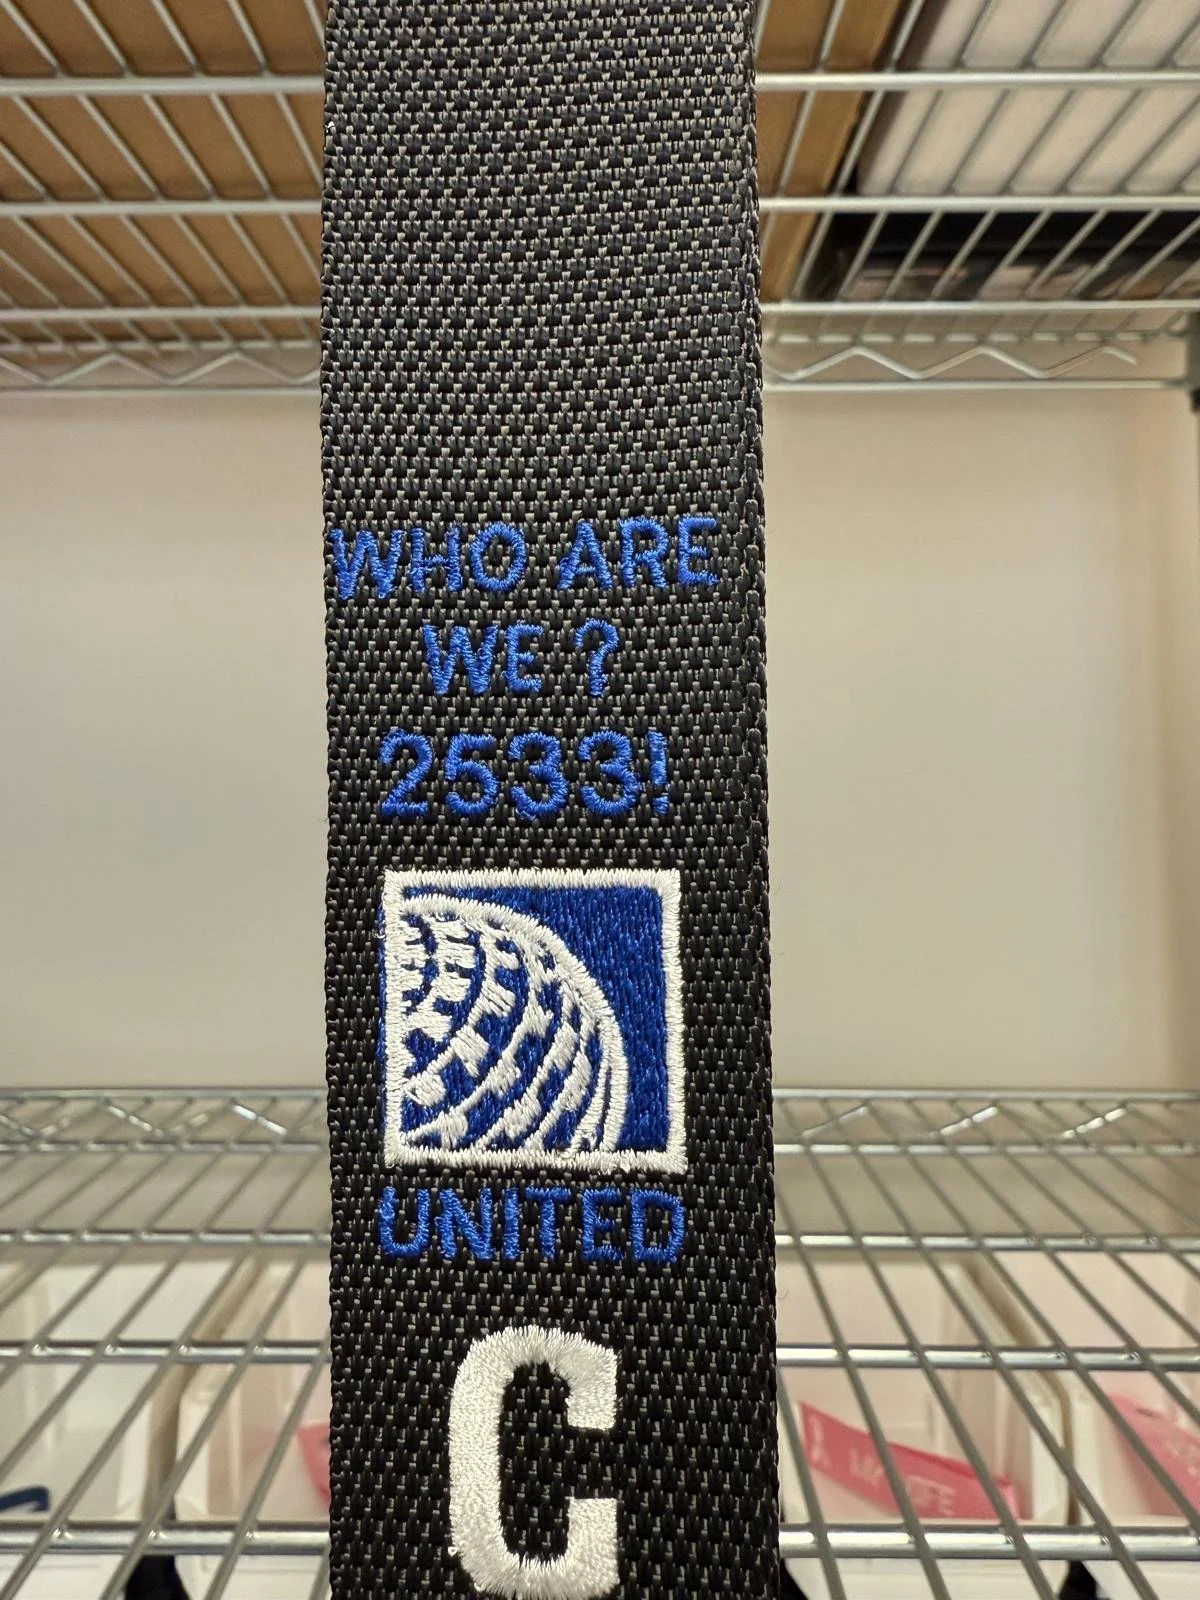 WHO ARE
WE ?
2533!
UNITED
C